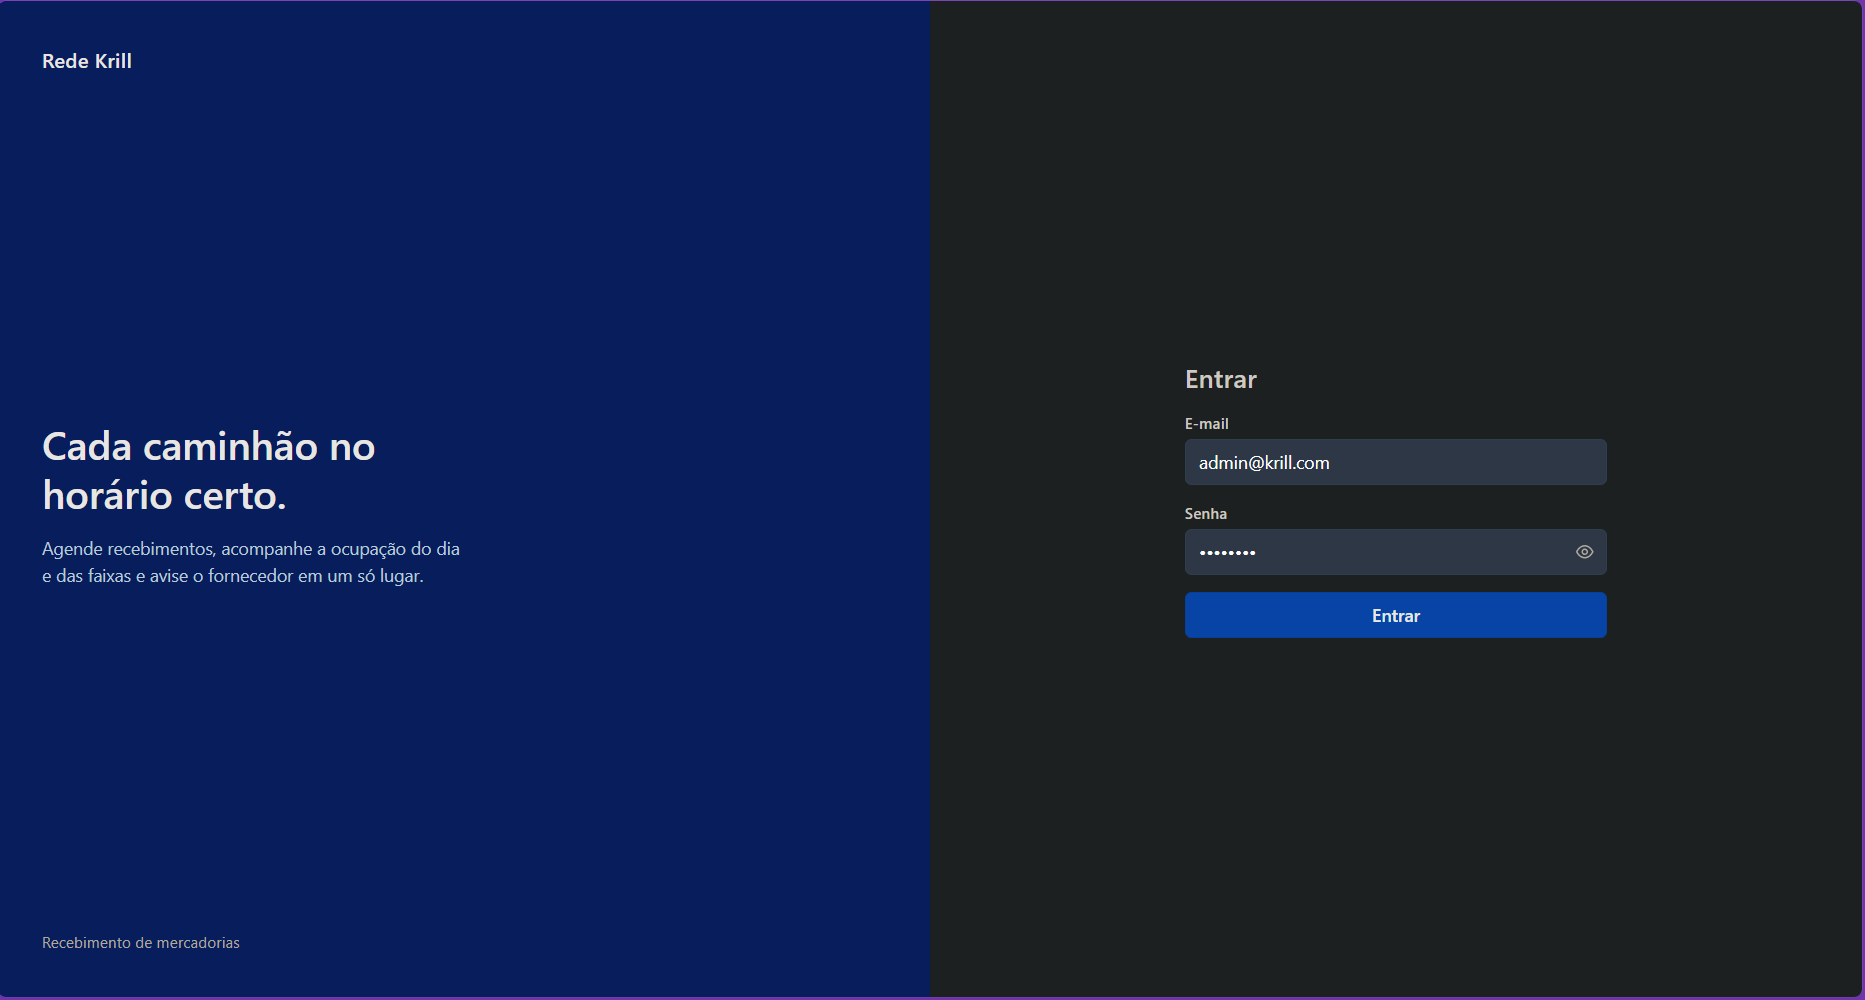 Rede Krill
Cada caminhão no
horário certo.
Agende recebimentos, acompanhe a ocupação do dia
e das faixas e avise o fornecedor em um só lugar.
Recebimento de mercadorias
Entrar
E-mail
admin@krill.com
Senha
••••••••
Entrar